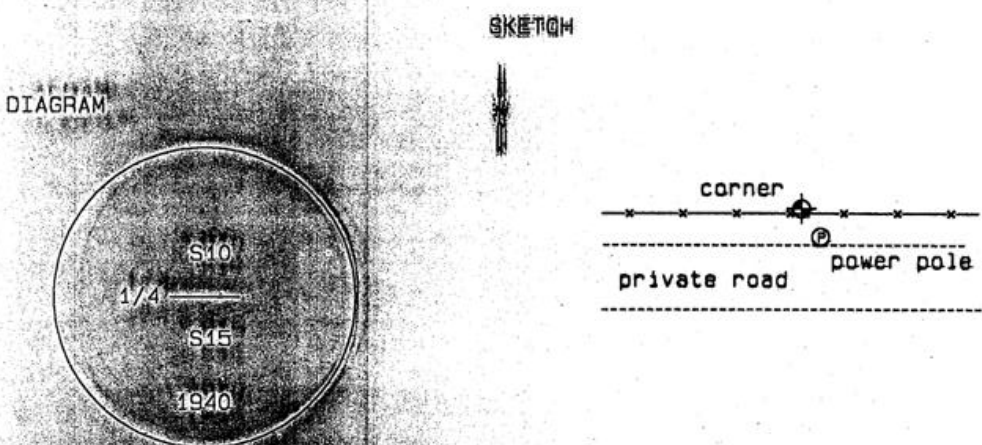 SKETCH
DIAGRAM
corner
P
power pole
private road
S10
1/4
S15
1940